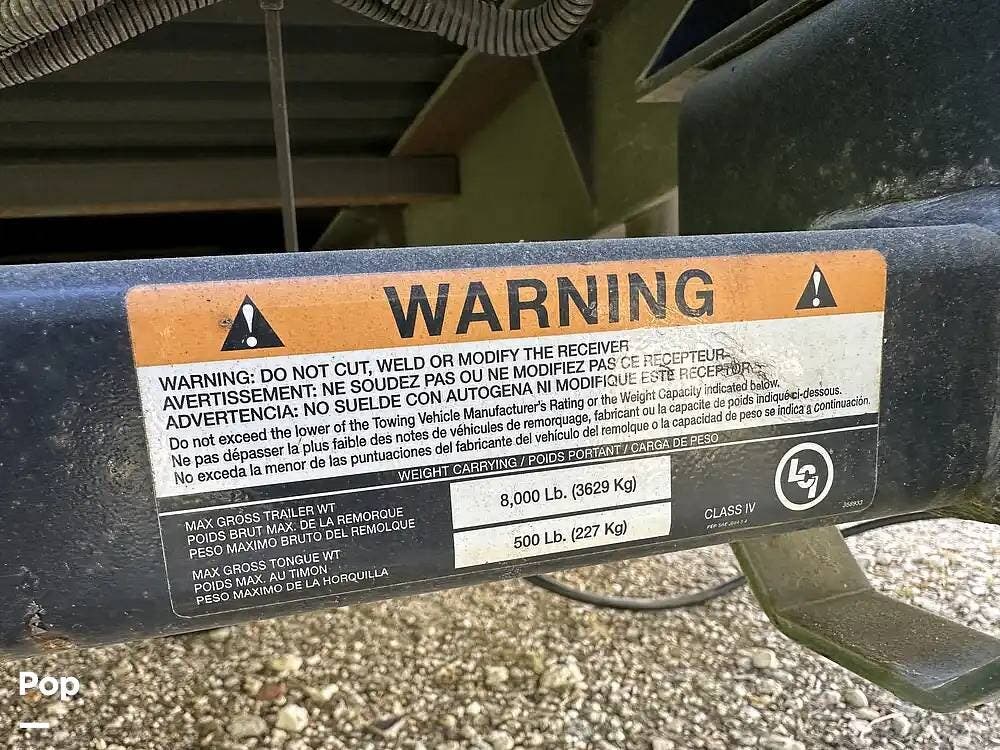 WARNING
WARNING: DO NOT CUT, WELD OR MODIFY THE RECEIVER
AVERTISSEMENT: NE SOUDEZ PAS OU NE MODIFIEZ PAS CE RECEPTEUR
ADVERTENCIA: NO SUELDE CON AUTOGENA NI MODIFIQUE ESTE RECEPTOR
Do not exceed the lower of the Towing Vehicle Manufacturer's Rating or the Weight Capacity indicated below.
Ne pas dépasser la plus faible des notes de véhicules de remorquage, fabricant ou la capacite de poids indiqué ci-dessous.
No exceda la menor de las puntuaciones del fabricante del vehículo del remolque o la capacidad de peso se indica a continuación.
WEIGHT CARRYING / POIDS PORTANT / CARGA DE PESO
MAX GROSS TRAILER WT
POIDS BRUT MAX. DE LA REMORQUE
PESO MAXIMO BRUTO DEL REMOLQUE
8,000 Lb. (3629 Kg)
MAX GROSS TONGUE WT
POIDS MAX. AU TIMON
PESO MAXIMO DE LA HORQUILLA
500 Lb. (227 Kg)
CLASS IV
LCI
Pop